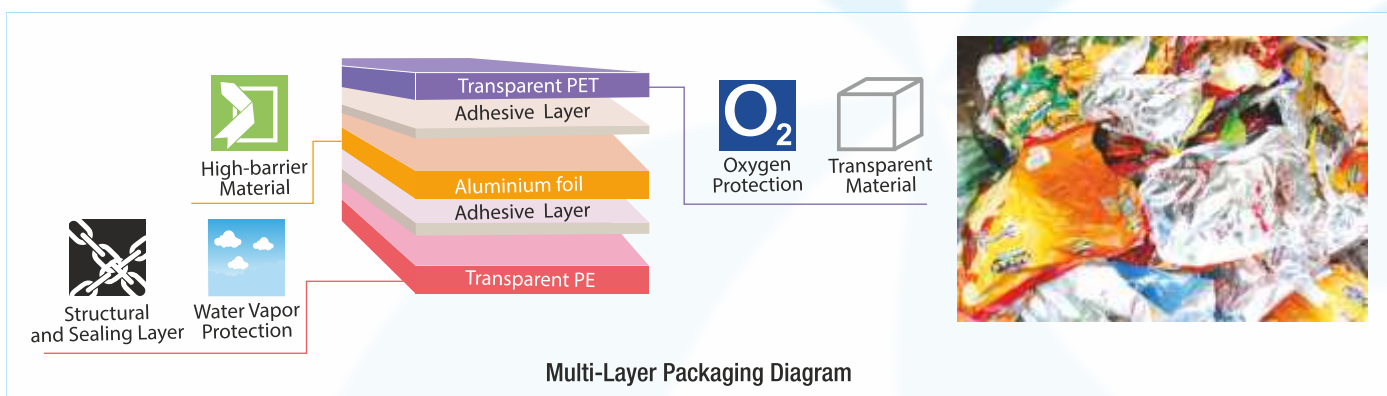 Transparent PET
Adhesive Layer
Aluminium foil
Adhesive Layer
Transparent PE
High-barrier
Material
Structural
and Sealing Layer
Water Vapor
Protection
O2
Oxygen
Protection
Transparent
Material
Multi-Layer Packaging Diagram